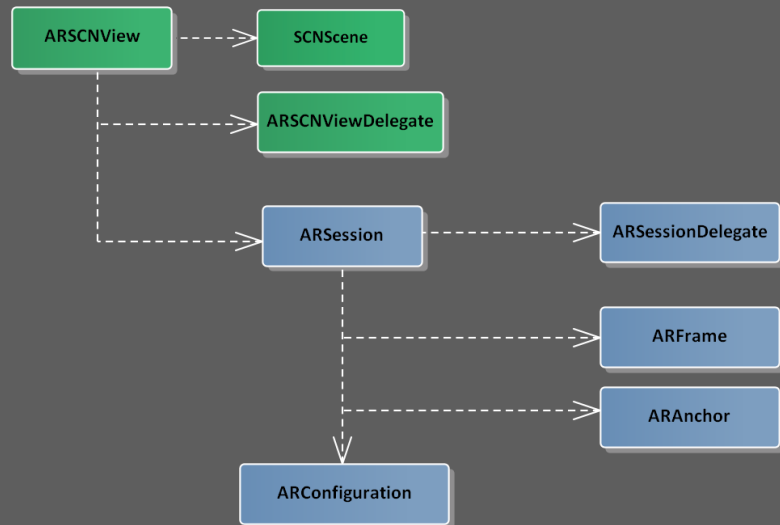 ARSCNView
SCNScene
ARSCNViewDelegate
ARSession
ARSessionDelegate
ARFrame
ARAnchor
ARConfiguration